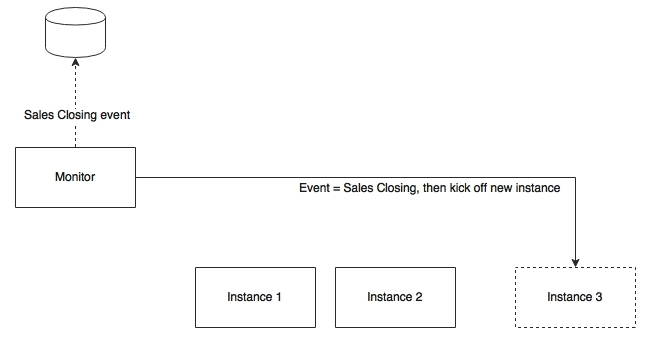 Sales Closing event
Monitor
Event = Sales Closing, then kick off new instance
Instance 1
Instance 2
Instance 3